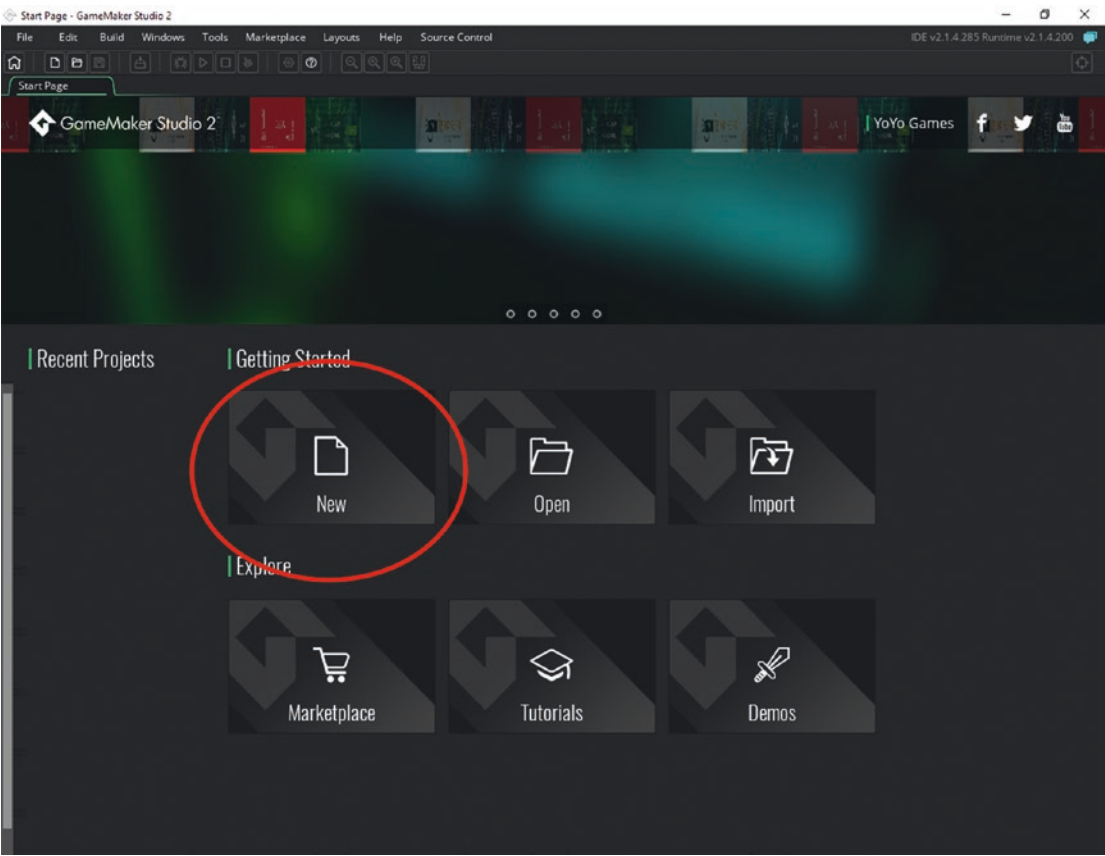 Start Page - GameMaker Studio 2
File Edit Build Windows Tools Marketplace Layouts Help Source Control IDE v2.1.4.285 Runtime v2.1.4.200
Start Page
GameMaker Studio 2 YoYo Games You Tube
Recent Projects Getting Started
New Open Import
Explore
Marketplace Tutorials Demos